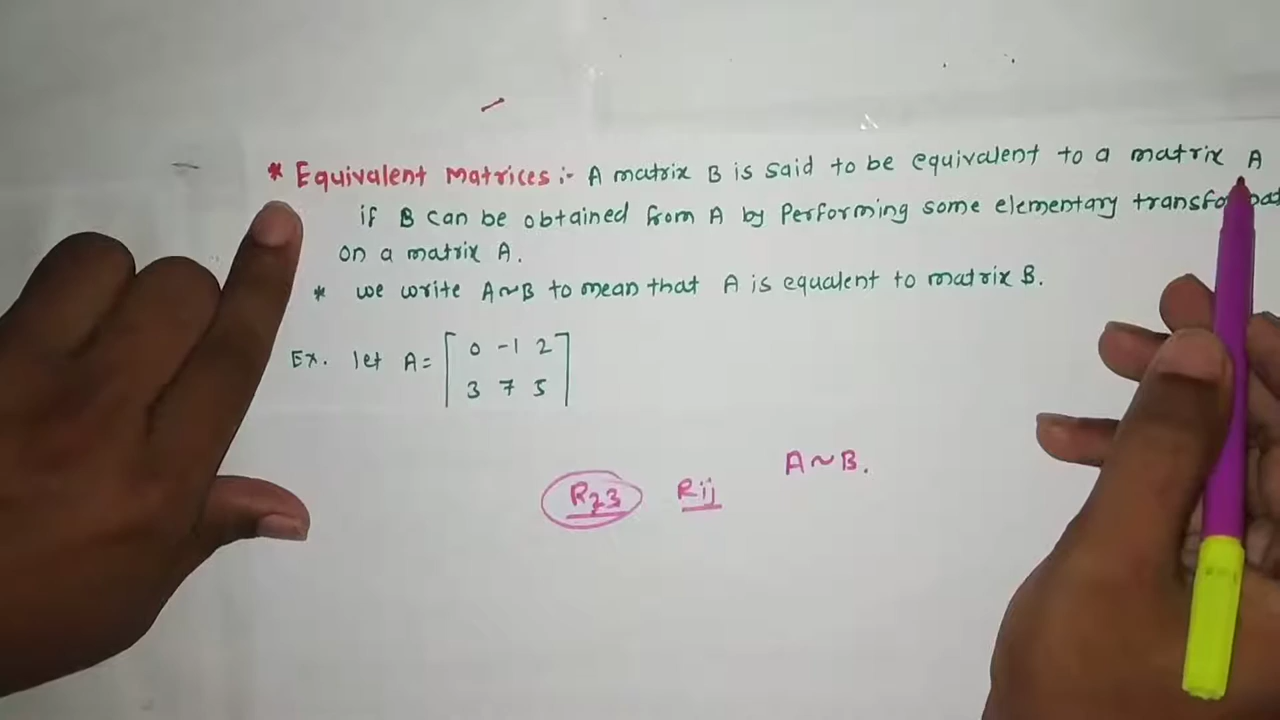 * Equivalent Matrices :- A matrix B is said to be equivalent to a matrix A
if B can be obtained from A by Performing some elementary
on a matrix A.
* we write A~B to mean that A is equalent to matrix B.
Ex. let A = [ 0 -1 2
3 7 5 ]
A~B.
R23 Rij